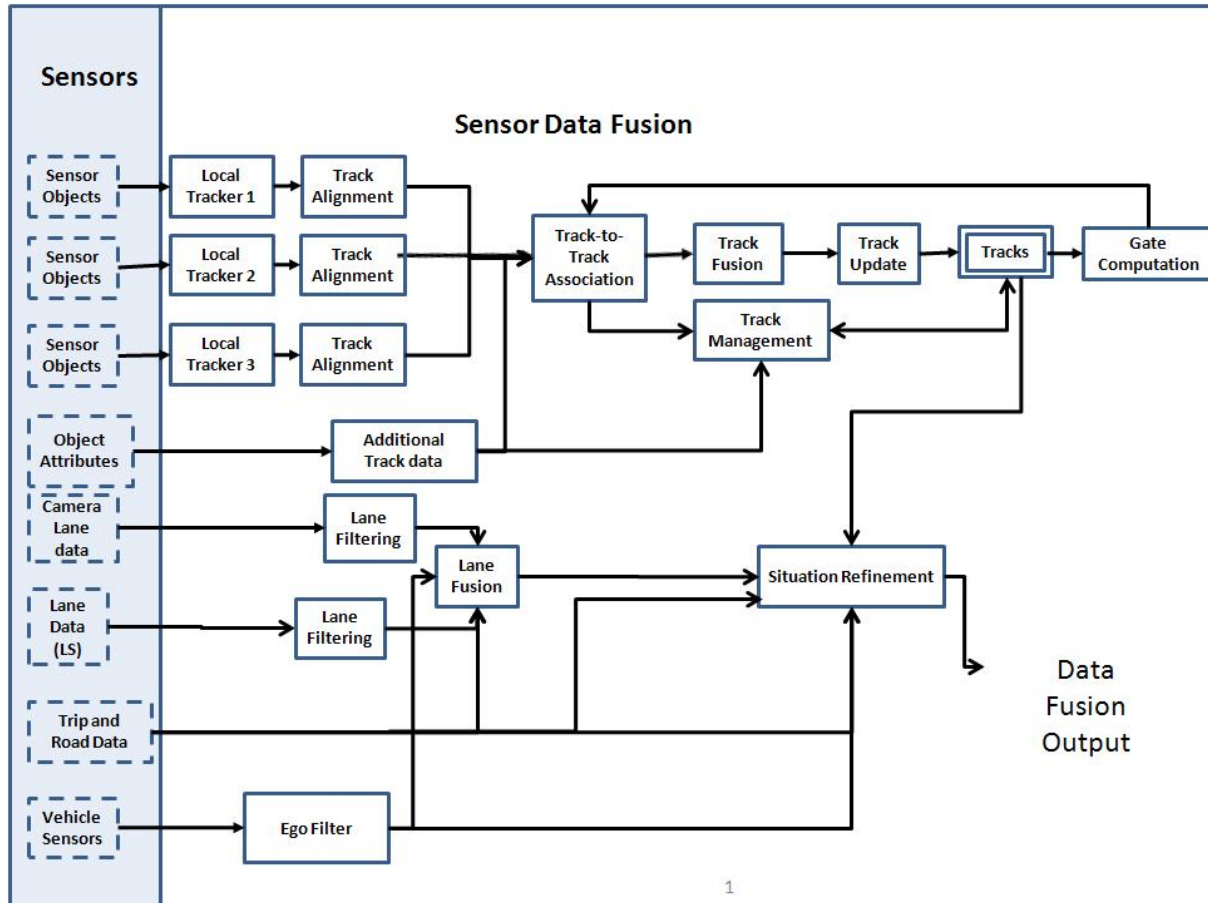 Sensors
Sensor Data Fusion
Sensor
Objects
Local
Tracker 1
Track
Alignment
Sensor
Objects
Local
Tracker 2
Track
Alignment
Sensor
Objects
Local
Tracker 3
Track
Alignment
Track-to-
Track
Association
Track
Fusion
Track
Update
Tracks
Gate
Computation
Track
Management
Object
Attributes
Additional
Track data
Camera
Lane
data
Lane
Filtering
Lane
Fusion
Situation Refinement
Lane
Data
(LS)
Lane
Filtering
Trip and
Road Data
Data
Fusion
Output
Vehicle
Sensors
Ego Filter
1